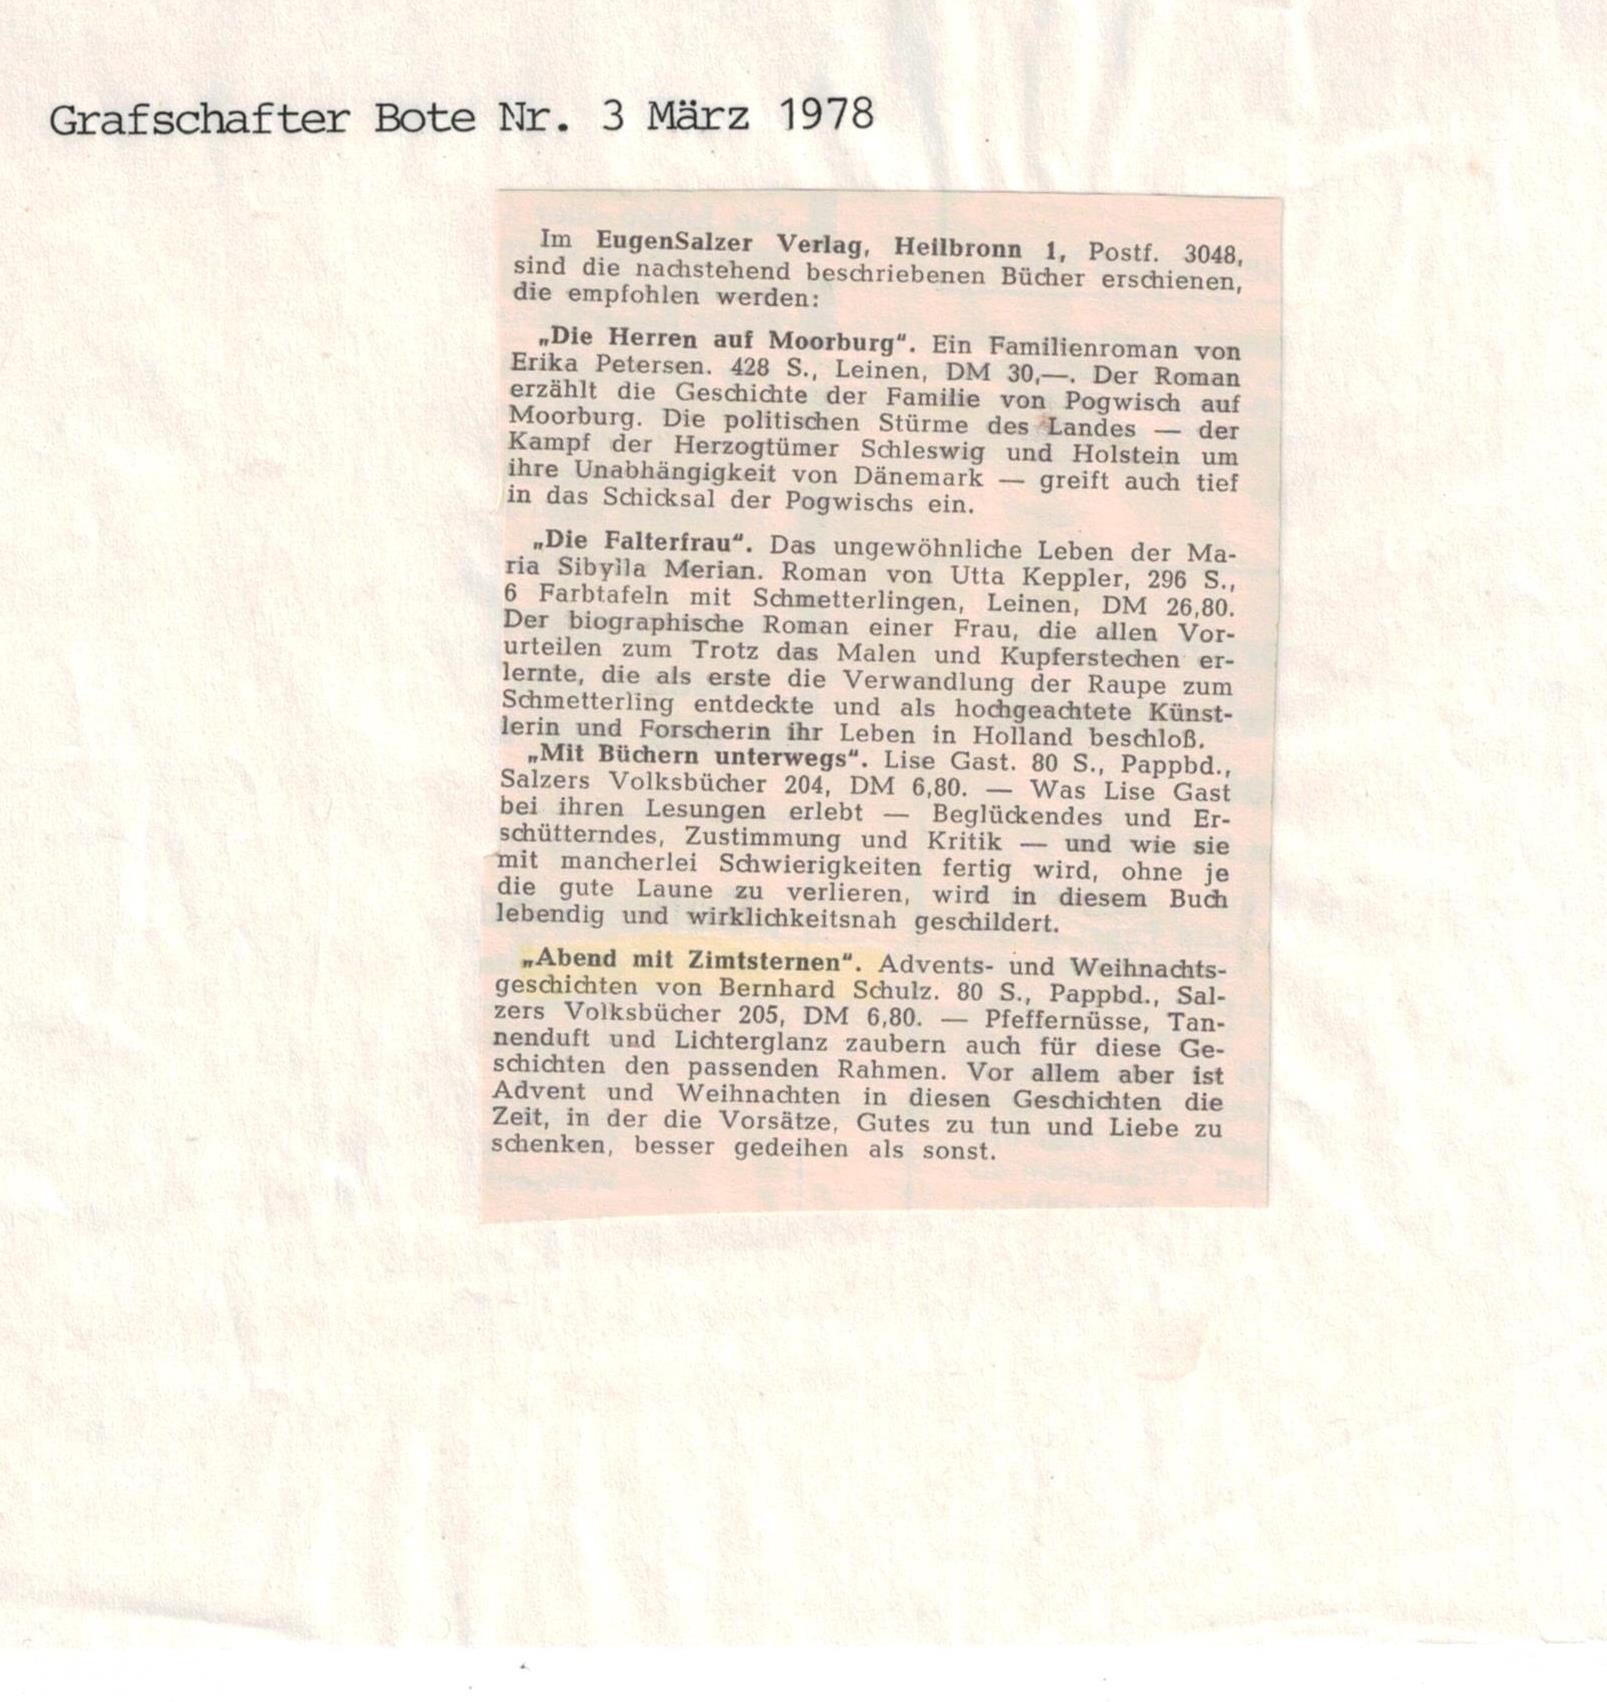 Grafschafter Bote Nr. 3 März 1978
Im EugenSalzer Verlag, Heilbronn 1, Postf. 3048,
sind die nachstehend beschriebenen Bücher erschienen,
die empfohlen werden:
„Die Herren auf Moorburg“. Ein Familienroman von
Erika Petersen. 428 S., Leinen, DM 30,—. Der Roman
erzählt die Geschichte der Familie von Pogwisch auf
Moorburg. Die politischen Stürme des Landes — der
Kampf der Herzogtümer Schleswig und Holstein um
ihre Unabhängigkeit von Dänemark — greift auch tief
in das Schicksal der Pogwischs ein.
„Die Falterfrau“. Das ungewöhnliche Leben der Ma-
ria Sibylla Merian. Roman von Utta Keppler, 296 S.,
6 Farbtafeln mit Schmetterlingen, Leinen, DM 26,80.
Der biographische Roman einer Frau, die allen Vor-
urteilen zum Trotz das Malen und Kupferstechen er-
lernte, die als erste die Verwandlung der Raupe zum
Schmetterling entdeckte und als hochgeachtete Künst-
lerin und Forscherin ihr Leben in Holland beschloß.
„Mit Büchern unterwegs“. Lise Gast. 80 S., Pappbd.,
Salzers Volksbücher 204, DM 6,80. — Was Lise Gast
bei ihren Lesungen erlebt — Beglückendes und Er-
schütterndes, Zustimmung und Kritik — und wie sie
mit mancherlei Schwierigkeiten fertig wird, ohne je
die gute Laune zu verlieren, wird in diesem Buch
lebendig und wirklichkeitsnah geschildert.
„Abend mit Zimtsternen“. Advents- und Weihnachts-
geschichten von Bernhard Schulz. 80 S., Pappbd., Sal-
zers Volksbücher 205, DM 6,80. — Pfeffernüsse, Tan-
nenduft und Lichterglanz zaubern auch für diese Ge-
schichten den passenden Rahmen. Vor allem aber ist
Advent und Weihnachten in diesen Geschichten die
Zeit, in der die Vorsätze, Gutes zu tun und Liebe zu
schenken, besser gedeihen als sonst.